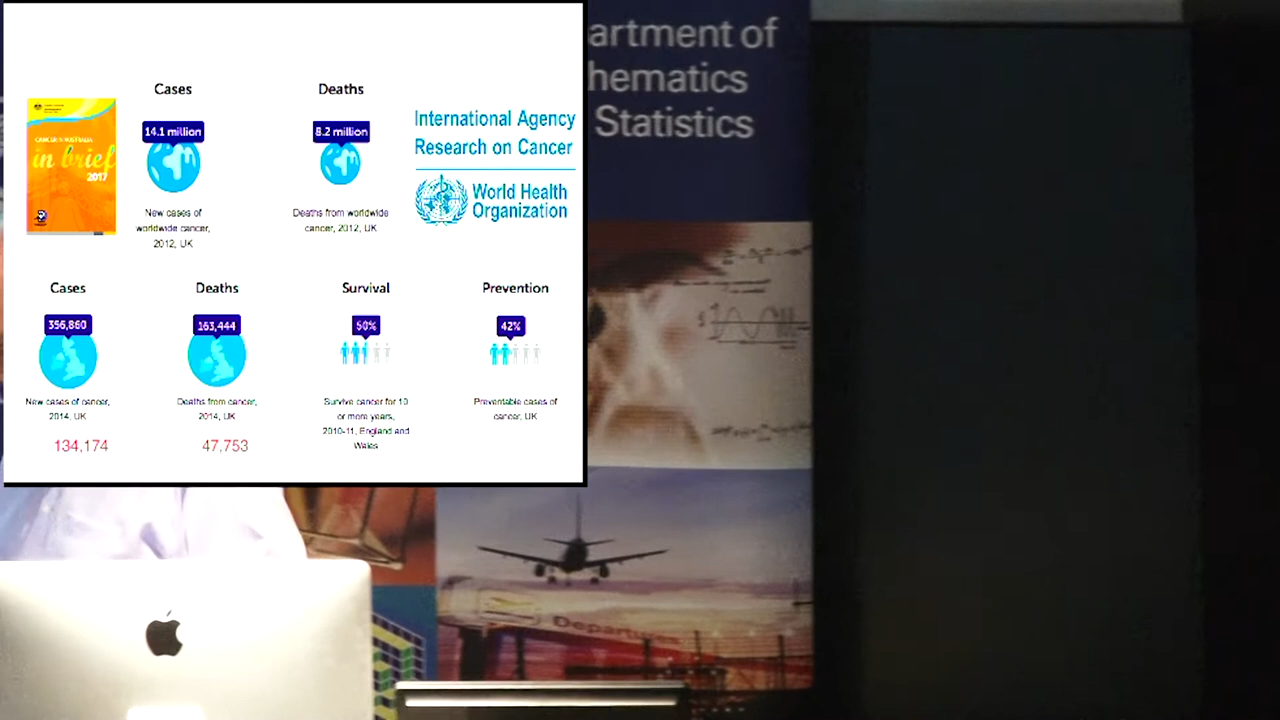 Cases
Deaths
14.1 million
8.2 million
International Agency
Research on Cancer
World Health
Organization
CANCER IN AUSTRALIA
in brief
2017
New cases of
worldwide cancer,
2012, UK
Deaths from worldwide
cancer, 2012, UK
Cases
Deaths
Survival
Prevention
356,860
163,444
50%
42%
New cases of cancer,
2014, UK
Deaths from cancer,
2014, UK
Survive cancer for 10
or more years,
2010-11, England and
Wales
Preventable cases of
cancer, UK
134,174
47,753
artment of
hematics
Statistics
Departures